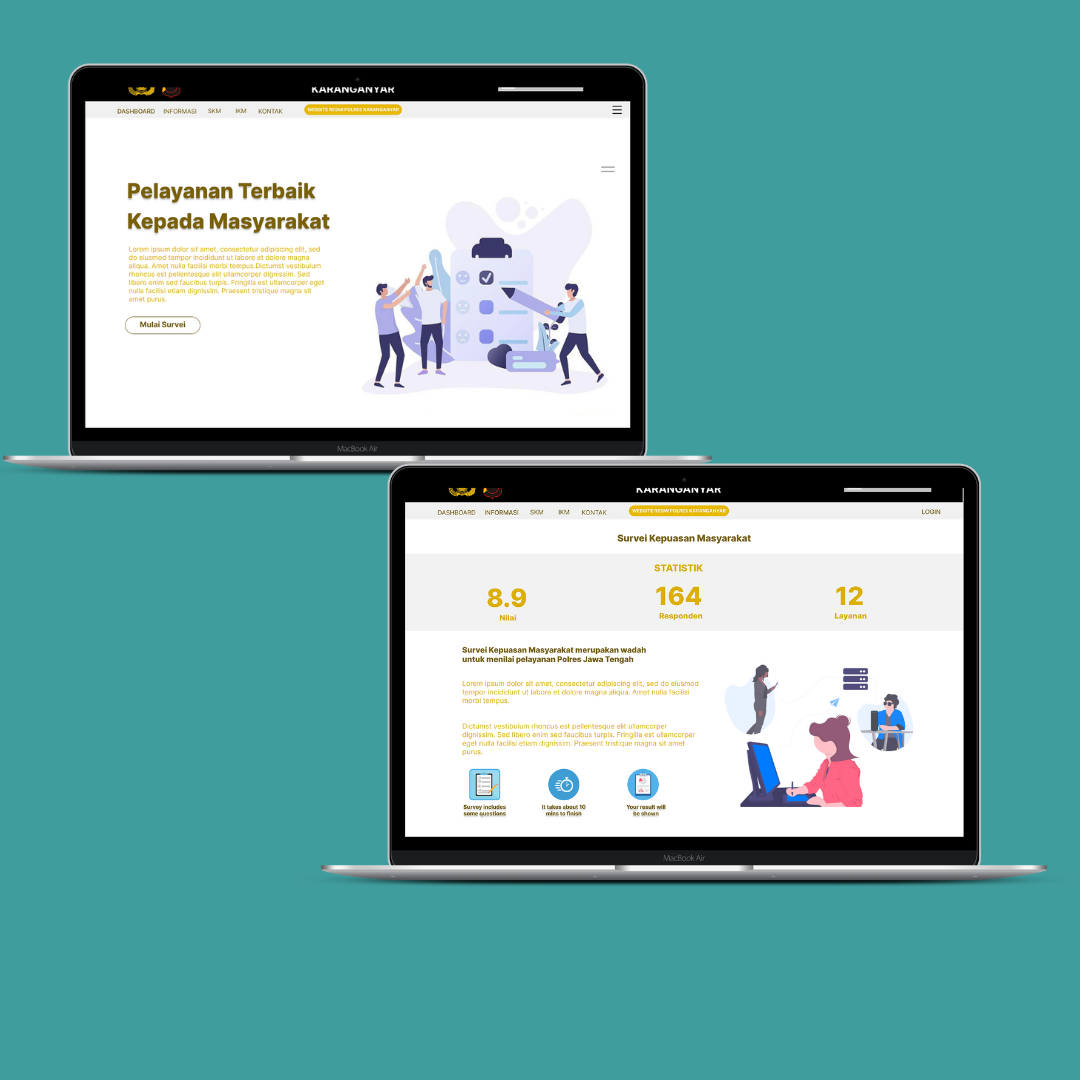 KARANGANYAR
DASHBOARD INFORMASI SKM IKM KONTAK WEBSITE RESMI POLRES KARANGANYAR
Pelayanan Terbaik
Kepada Masyarakat
Lorem ipsum dolor sit amet, consectetur adipiscing elit, sed
do eiusmod tempor incididunt ut labore et dolore magna
aliqua. Amet nulla facilisi morbi tempus.Dictumst vestibulum
rhoncus est pellentesque elit ullamcorper dignissim. Sed
libero enim sed faucibus turpis. Fringilla est ullamcorper eget
nulla facilisi etiam dignissim. Praesent tristique magna sit
amet purus.
Mulai Survei
MacBook Air
KARANGANYAR
DASHBOARD INFORMASI SKM IKM KONTAK WEBSITE RESMI POLRES KARANGANYAR LOGIN
Survei Kepuasan Masyarakat
STATISTIK
8.9 164 12
Nilai Responden Layanan
Survei Kepuasan Masyarakat merupakan wadah
untuk menilai pelayanan Polres Jawa Tengah
Lorem ipsum dolor sit amet, consectetur adipiscing elit, sed do eiusmod
tempor incididunt ut labore et dolore magna aliqua. Amet nulla facilisi
morbi tempus.
Dictumst vestibulum rhoncus est pellentesque elit ullamcorper
dignissim. Sed libero enim sed faucibus turpis. Fringilla est ullamcorper
eget nulla facilisi etiam dignissim. Praesent tristique magna sit amet
purus.
Survey includes It takes about 10 Your result will
some questions mins to finish be shown
MacBook Air